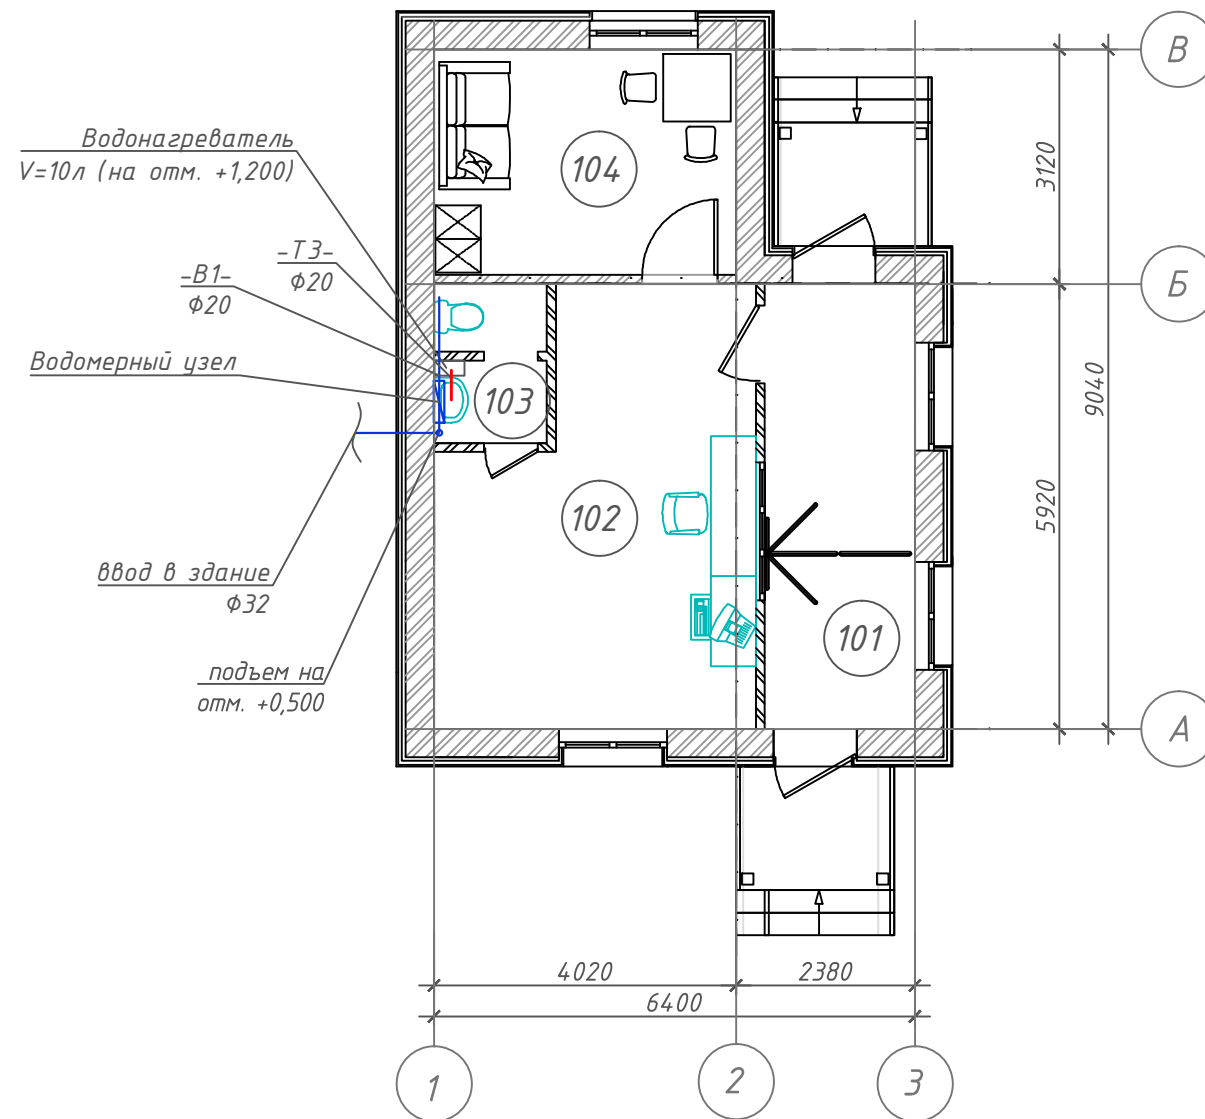 В
Водонагреватель
V=10л (на отм. +1,200)
104
3120
-Т3-
Ф20
-В1-
Ф20
Б
Водомерный узел
103
9040
102
5920
ввод в здание
Ф32
101
подъем на
отм. +0,500
А
4020
2380
6400
1
2
3